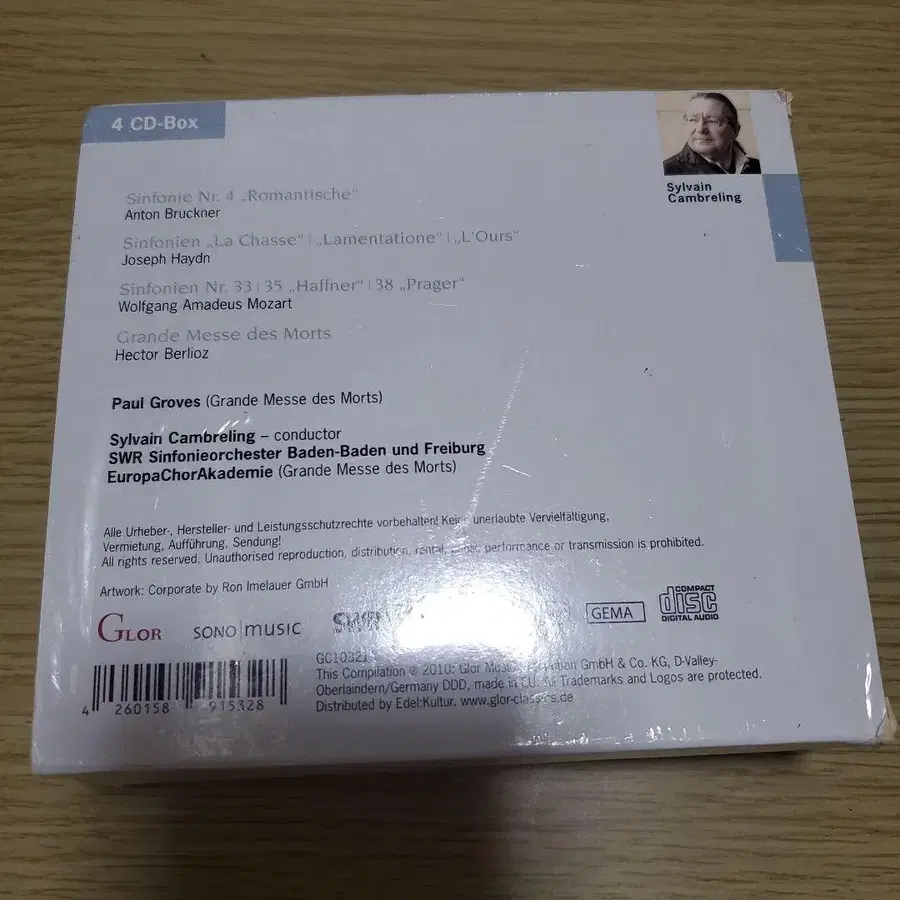 4 CD-Box
Sylvain
Cambreling
Sinfonie Nr. 4 „Romantische“
Anton Bruckner
Sinfonien „La Chasse“ | „Lamentatione“ | „L'Ours“
Joseph Haydn
Sinfonien Nr. 33 | 35 „Haffner“ | 38 „Prager“
Wolfgang Amadeus Mozart
Grande Messe des Morts
Hector Berlioz
Paul Groves (Grande Messe des Morts)
Sylvain Cambreling – conductor
SWR Sinfonieorchester Baden-Baden und Freiburg
EuropaChorAkademie (Grande Messe des Morts)
Alle Urheber-, Hersteller- und Leistungsschutzrechte vorbehalten! Keine unerlaubte Vervielfältigung,
Vermietung, Aufführung, Sendung!
All rights reserved. Unauthorised reproduction, distribution, rental, public performance or transmission is prohibited.
Artwork: Corporate by Ron Imelauer GmbH
GLOR SONO|MUSIC GEMA COMPACT disc DIGITAL AUDIO
GC10321
This Compilation ℗ 2010: Glor Music GmbH & Co. KG, D-Valley-
Oberlaindern/Germany DDD, made in Trademarks and Logos are protected.
Distributed by Edel:Kultur. www.glor-classics.de
4 260158 915328